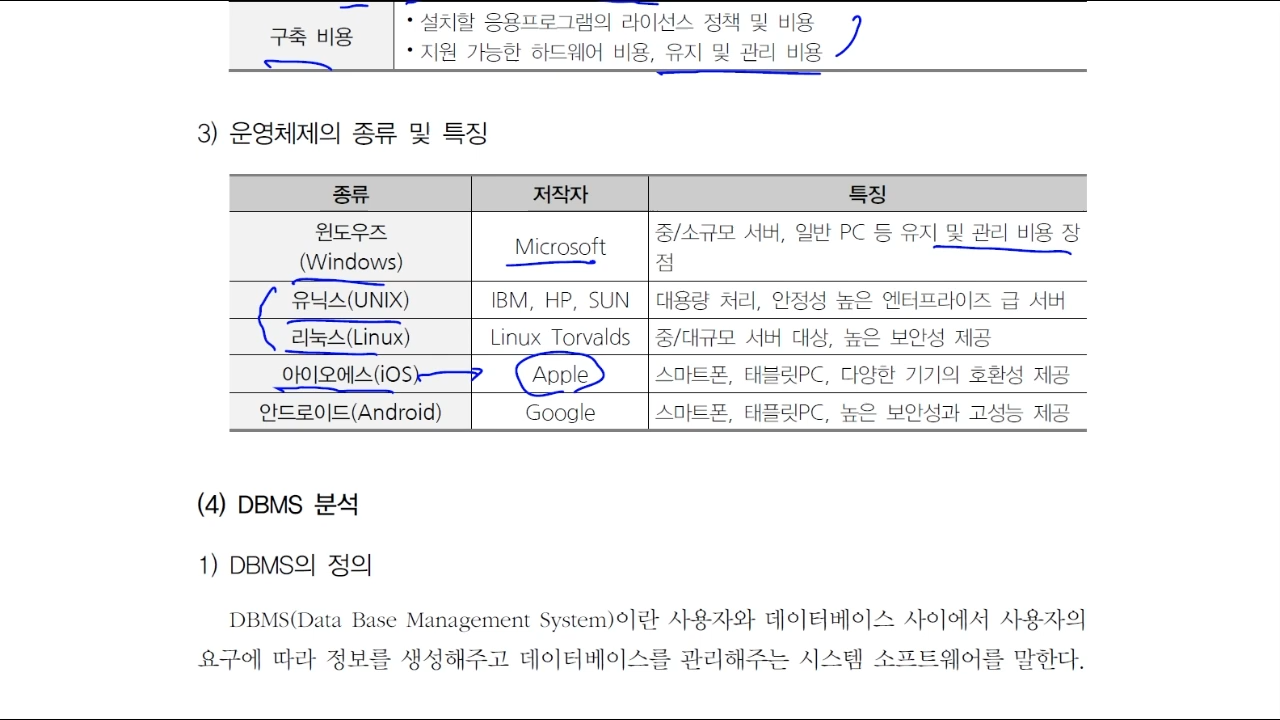 구축 비용
• 설치할 응용프로그램의 라이선스 정책 및 비용
• 지원 가능한 하드웨어 비용, 유지 및 관리 비용
3) 운영체제의 종류 및 특징
종류 저작자 특징
윈도우즈
(Windows)
Microsoft
중/소규모 서버, 일반 PC 등 유지 및 관리 비용 장
점
유닉스(UNIX) IBM, HP, SUN 대용량 처리, 안정성 높은 엔터프라이즈 급 서버
리눅스(Linux) Linux Torvalds 중/대규모 서버 대상, 높은 보안성 제공
아이오에스(iOS) Apple 스마트폰, 태블릿PC, 다양한 기기의 호환성 제공
안드로이드(Android) Google 스마트폰, 태플릿PC, 높은 보안성과 고성능 제공
(4) DBMS 분석
1) DBMS의 정의
DBMS(Data Base Management System)이란 사용자와 데이터베이스 사이에서 사용자의
요구에 따라 정보를 생성해주고 데이터베이스를 관리해주는 시스템 소프트웨어를 말한다.